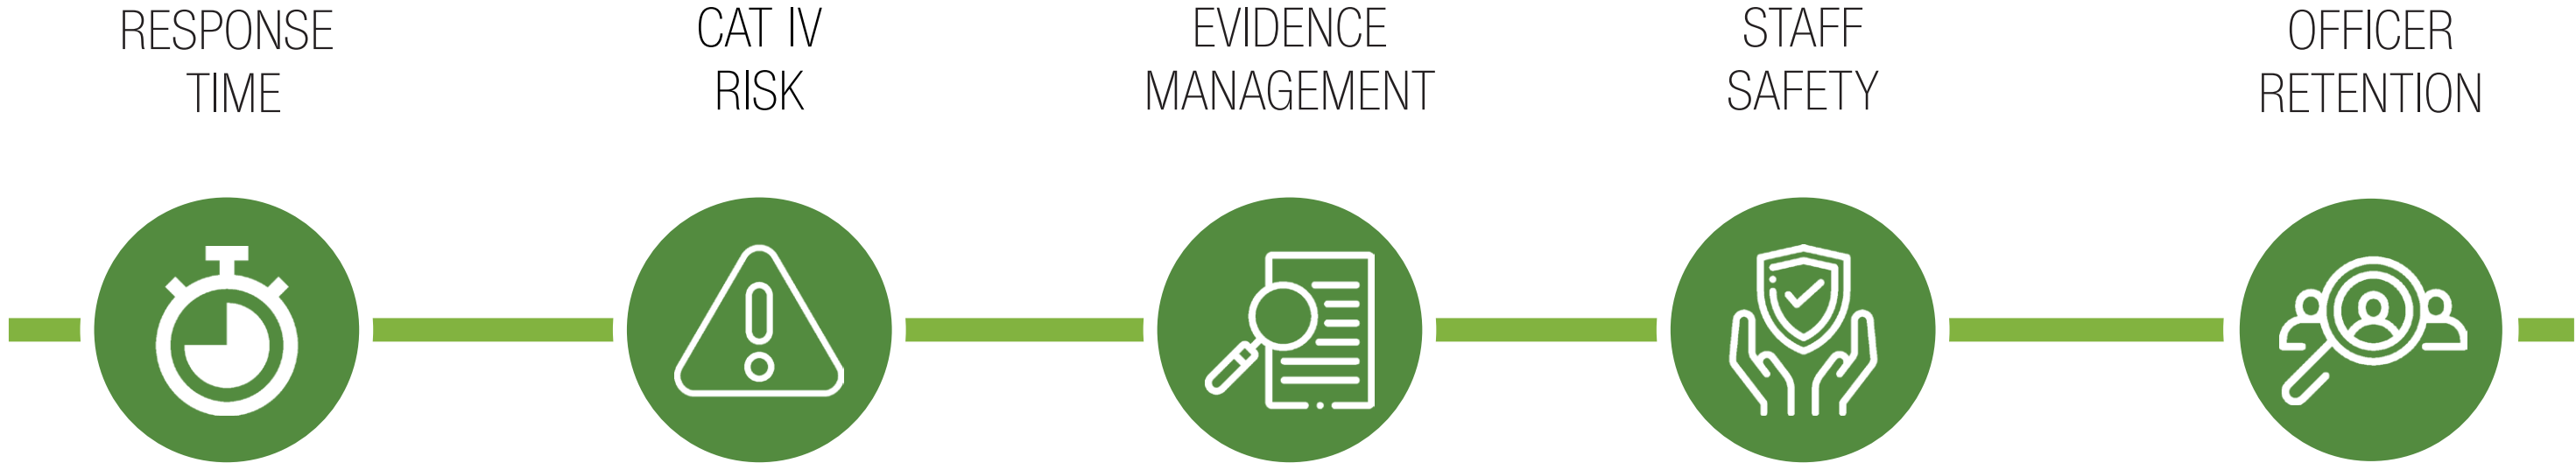 RESPONSE
TIME
CAT IV
RISK
EVIDENCE
MANAGEMENT
STAFF
SAFETY
OFFICER
RETENTION